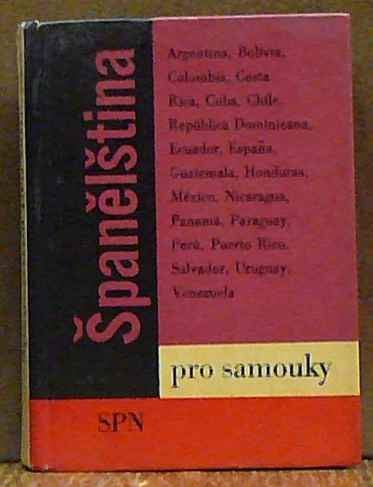 Španělština
Argentina, Bolivia,
Colombia, Costa
Rica, Cuba, Chile,
República Dominicana,
Ecuador, España,
Guatemala, Honduras,
México, Nicaragua,
Panamá, Paraguay,
Perú, Puerto Rico,
Salvador, Uruguay,
Venezuela
pro samouky
SPN